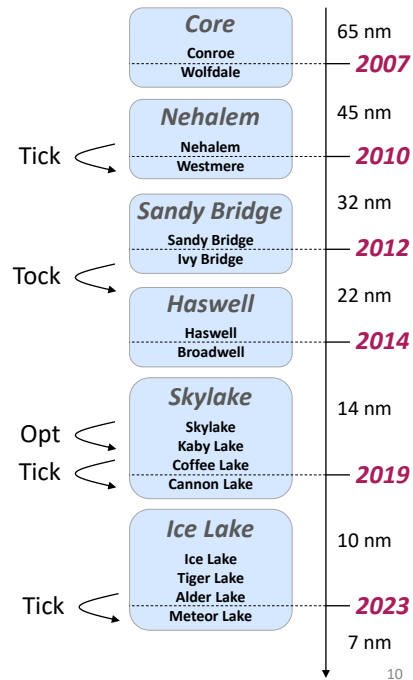 Core
Conroe
Wolfdale
65 nm
2007
Nehalem
Nehalem
Westmere
Tick
45 nm
2010
Sandy Bridge
Sandy Bridge
Ivy Bridge
32 nm
2012
Tock
Haswell
Haswell
Broadwell
22 nm
2014
Skylake
Skylake
Kaby Lake
Coffee Lake
Cannon Lake
Opt
Tick
14 nm
2019
Ice Lake
Ice Lake
Tiger Lake
Alder Lake
Meteor Lake
Tick
10 nm
2023
7 nm
10